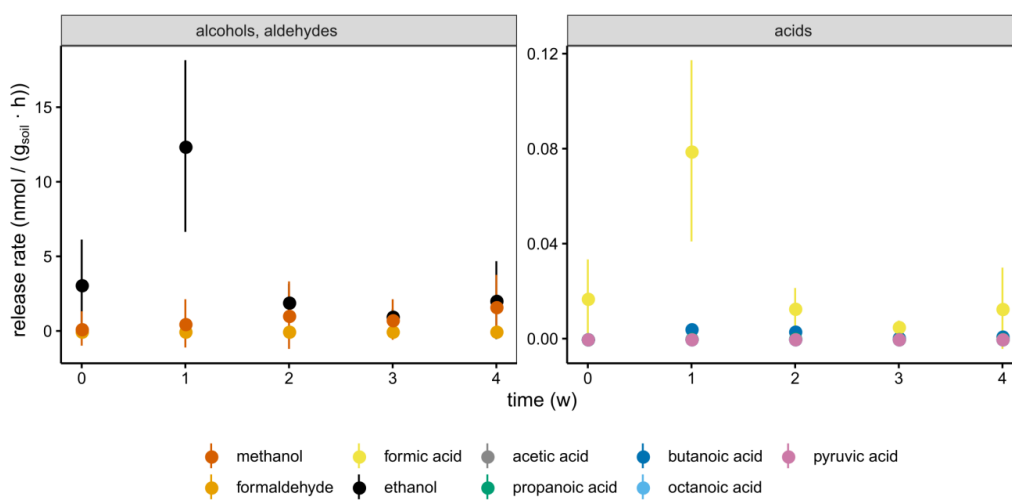 alcohols, aldehydes
acids
release rate (nmol / (g_soil · h))
15
10
5
0
0.12
0.08
0.04
0.00
0 1 2 3 4
0 1 2 3 4
time (w)
methanol formic acid acetic acid butanoic acid pyruvic acid
formaldehyde ethanol propanoic acid octanoic acid